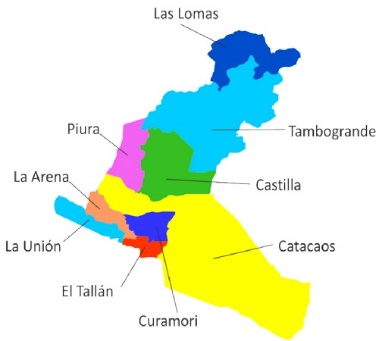 Las Lomas
Piura
Tambogrande
La Arena
Castilla
La Unión
Catacaos
El Tallán
Curamori